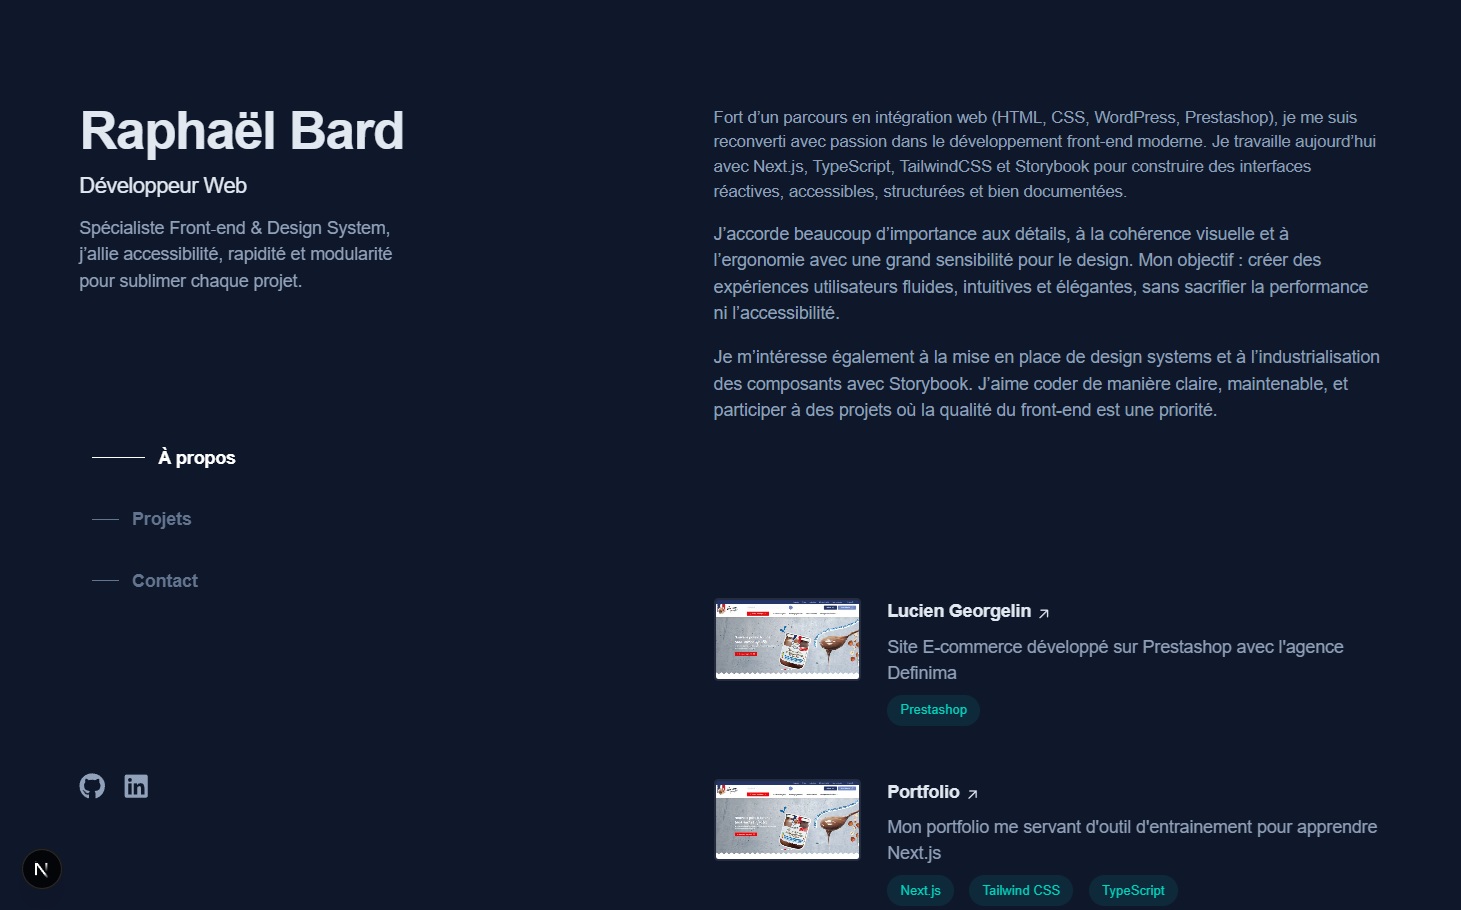 Raphaël Bard
Développeur Web
Spécialiste Front-end & Design System,
j’allie accessibilité, rapidité et modularité
pour sublimer chaque projet.
À propos
Projets
Contact
Fort d’un parcours en intégration web (HTML, CSS, WordPress, Prestashop), je me suis
reconverti avec passion dans le développement front-end moderne. Je travaille aujourd’hui
avec Next.js, TypeScript, TailwindCSS et Storybook pour construire des interfaces
réactives, accessibles, structurées et bien documentées.
J’accorde beaucoup d’importance aux détails, à la cohérence visuelle et à
l’ergonomie avec une grand sensibilité pour le design. Mon objectif : créer des
expériences utilisateurs fluides, intuitives et élégantes, sans sacrifier la performance
ni l’accessibilité.
Je m’intéresse également à la mise en place de design systems et à l’industrialisation
des composants avec Storybook. J’aime coder de manière claire, maintenable, et
participer à des projets où la qualité du front-end est une priorité.
Lucien Georgelin
Site E-commerce développé sur Prestashop avec l'agence
Definima
Prestashop
Portfolio
Mon portfolio me servant d'outil d'entrainement pour apprendre
Next.js
Next.js
Tailwind CSS
TypeScript
in
N